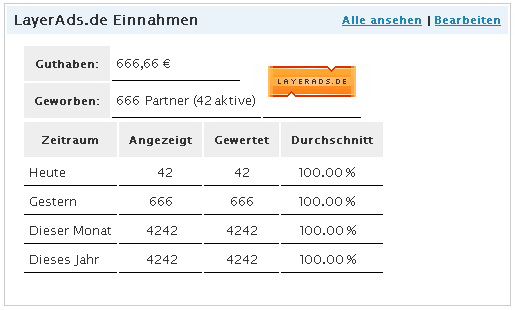 LayerAds.de Einnahmen Alle ansehen | Bearbeiten
Guthaben: 666,66 €
LAYERADS.DE
Geworben: 666 Partner (42 aktive)
Zeitraum Angezeigt Gewertet Durchschnitt
Heute 42 42 100.00 %
Gestern 666 666 100.00 %
Dieser Monat 4242 4242 100.00 %
Dieses Jahr 4242 4242 100.00 %